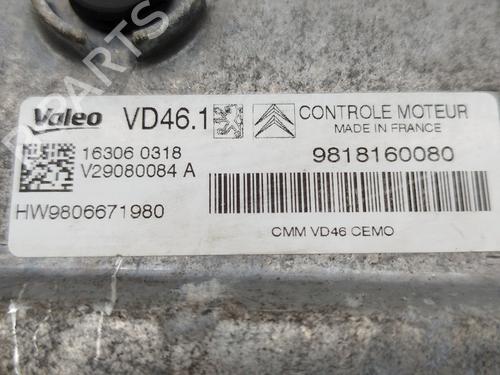 Valeo VD46.1 CONTROLE MOTEUR
MADE IN FRANCE
16306 0318 9818160080
V29080084 A
HW9806671980
CMM VD46 CEMO